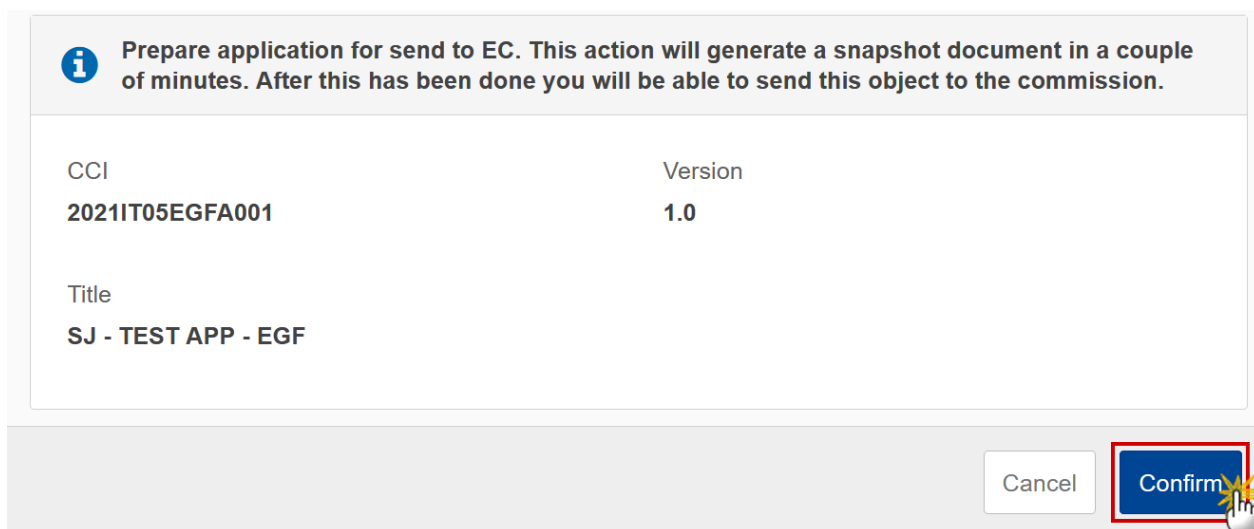 Prepare application for send to EC. This action will generate a snapshot document in a couple
of minutes. After this has been done you will be able to send this object to the commission.
CCI
Version
2021IT05EGFA001
1.0
Title
SJ - TEST APP - EGF
Cancel
Confirm